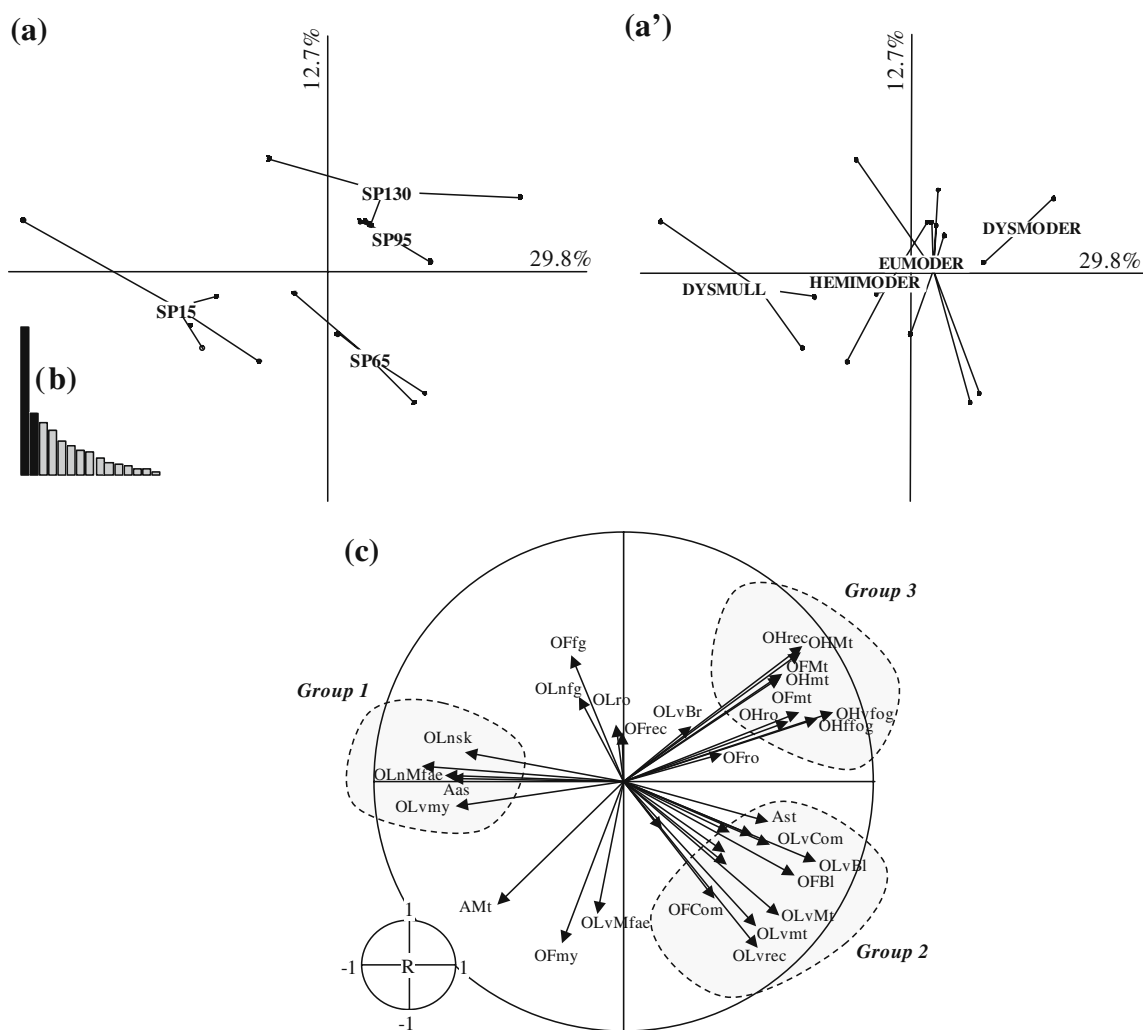 (a)
12.7%
SP130
SP95
29.8%
SP15
SP65
(b)
(a’)
12.7%
DYSMODER
EUMODER
29.8%
DYSMULL
HEMIMODER
(c)
Group 3
OHrec
OHMt
OFfg
OFMt
OHmt
Group 1
OLnfg
OLro
OFmt
OLvBr
OHro
OHvfog
OFrec
OHffog
OLnsk
OFro
OLnMfae
Aas
OLvmy
Ast
OLvCom
OLvBl
OFBl
AMt
OFCom
OLvMt
OLvMfae
OLvmt
OFmy
OLvrec
Group 2
1
-1
R
1
-1